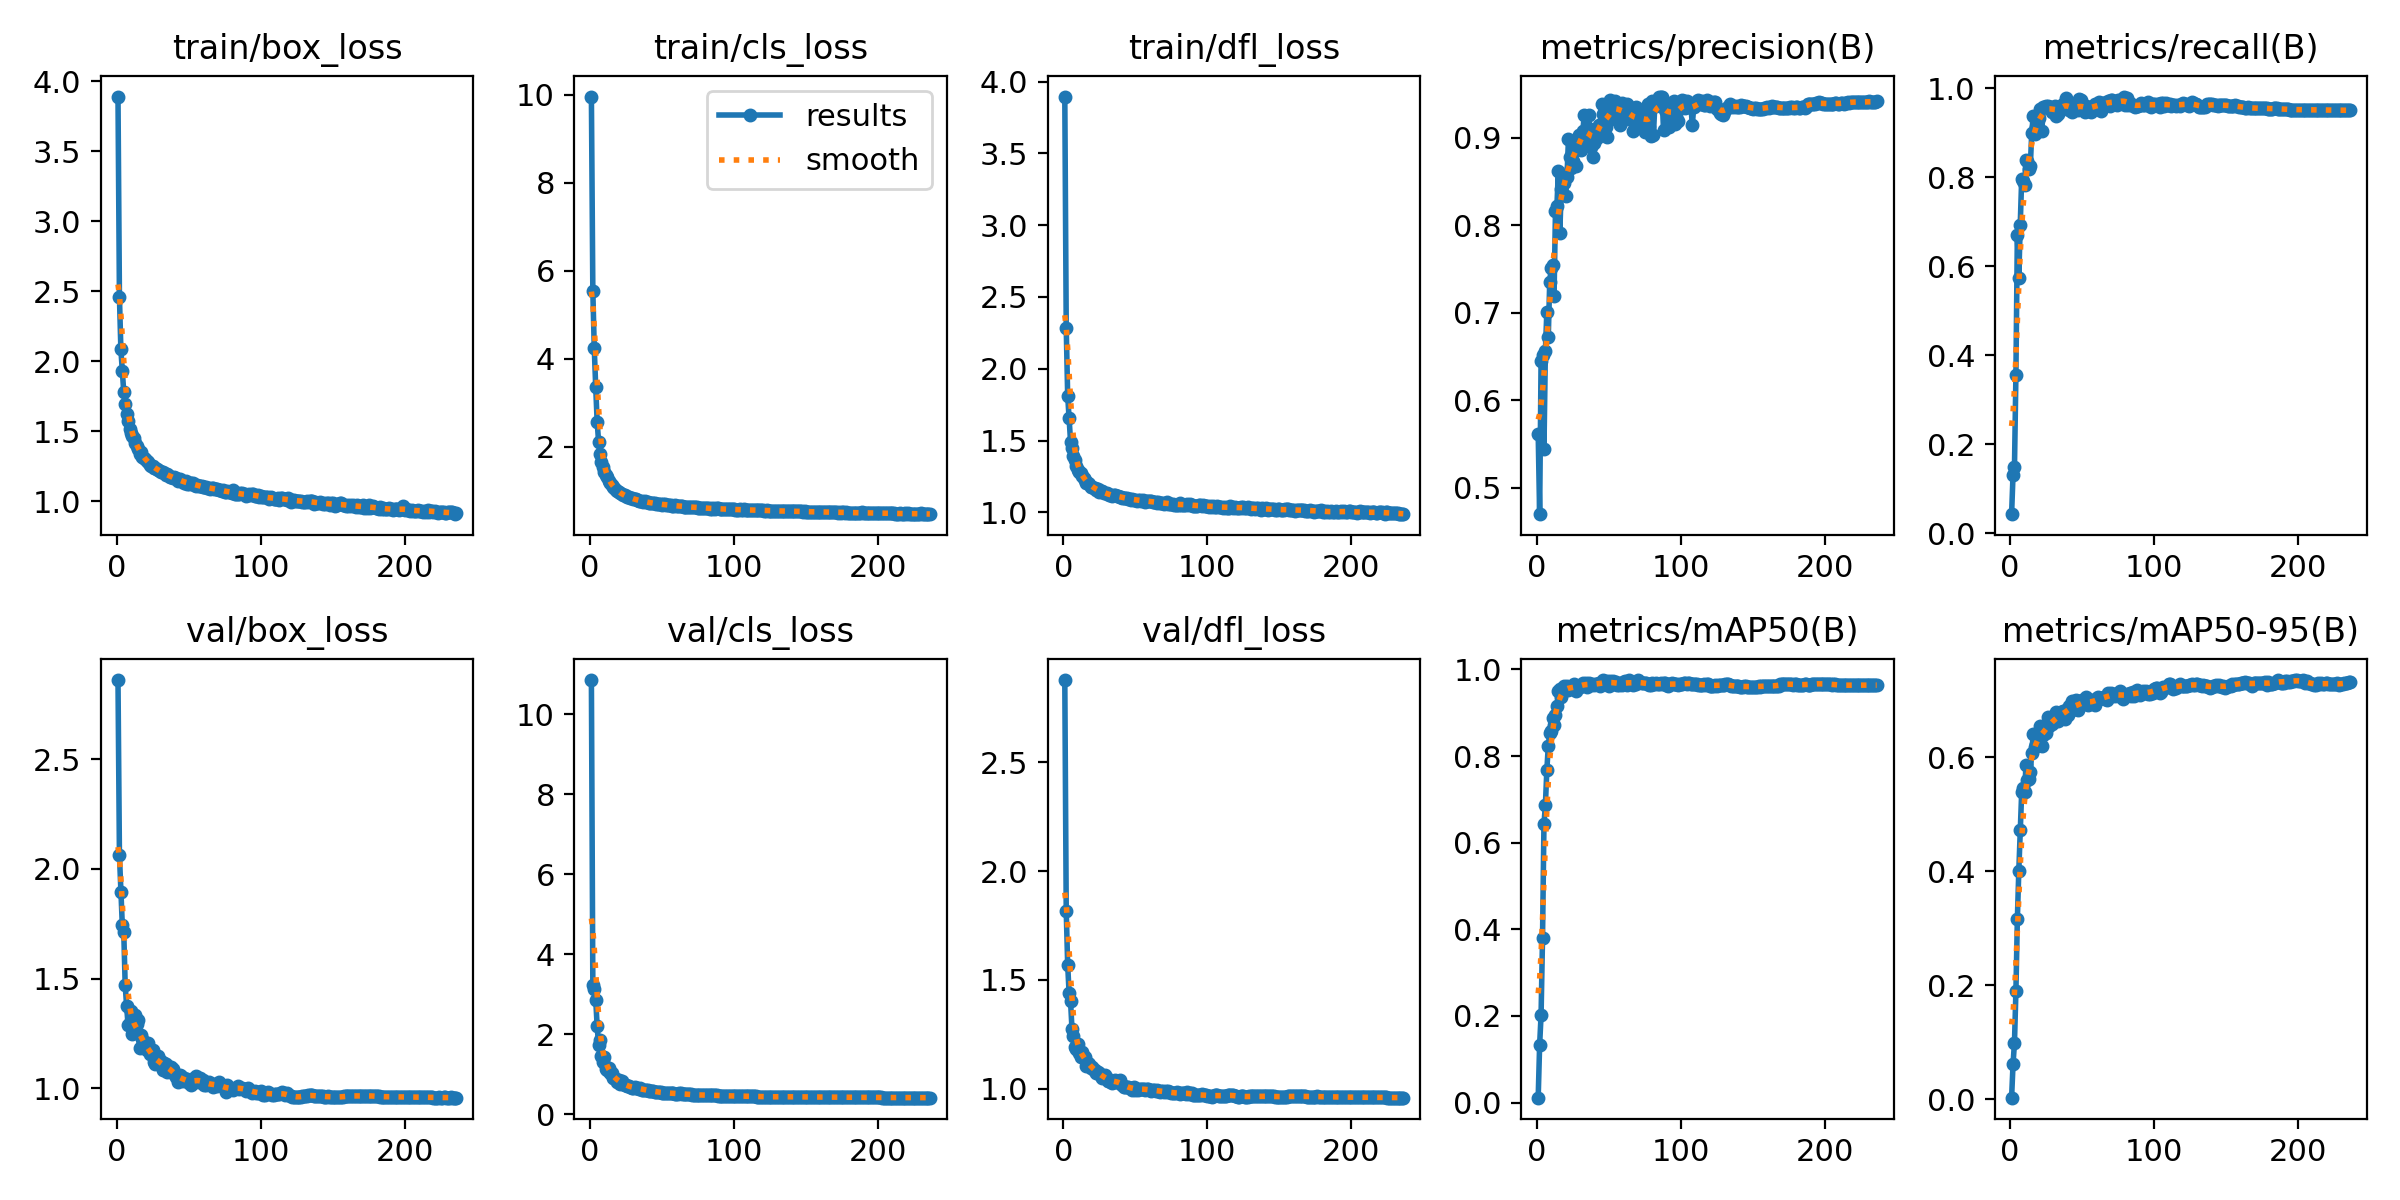 train/box_loss
4.0
3.5
3.0
2.5
2.0
1.5
1.0
0 100 200
train/cls_loss
results
smooth
10
8
6
4
2
0 100 200
train/dfl_loss
4.0
3.5
3.0
2.5
2.0
1.5
1.0
0 100 200
metrics/precision(B)
0.9
0.8
0.7
0.6
0.5
0 100 200
metrics/recall(B)
1.0
0.8
0.6
0.4
0.2
0.0
0 100 200
val/box_loss
2.5
2.0
1.5
1.0
0 100 200
val/cls_loss
10
8
6
4
2
0
0 100 200
val/dfl_loss
2.5
2.0
1.5
1.0
0 100 200
metrics/mAP50(B)
1.0
0.8
0.6
0.4
0.2
0.0
0 100 200
metrics/mAP50-95(B)
0.6
0.4
0.2
0.0
0 100 200